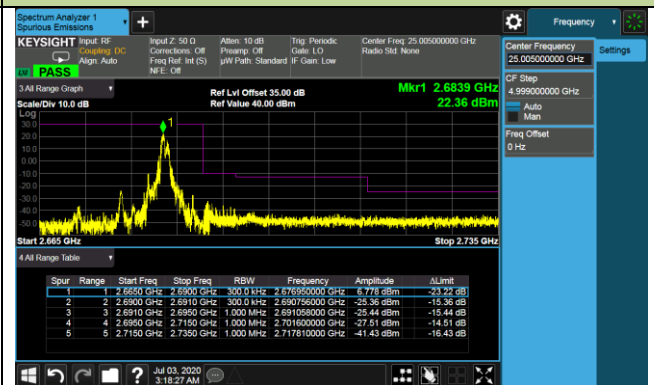 Spectrum Analyzer 1
Spurious Emissions
Frequency
KEYSIGHT
Input: RF
Coupling: DC
Align: Auto
Input Z: 50 Ω
Corrections: Off
Freq Ref: Int (S)
NFE: Off
Atten: 10 dB
Preamp: Off
µW Path: Standard
Trig: Periodic
Gate: LO
IF Gain: Low
Center Freq: 25.005000000 GHz
Radio Std: None
LW PASS
Center Frequency
25.005000000 GHz
Settings
CF Step
4.999000000 GHz
Auto
Man
Freq Offset
0 Hz
3 All Range Graph
Scale/Div 10.0 dB
Ref Lvl Offset 35.00 dB
Ref Value 40.00 dBm
Mkr1 2.6839 GHz
22.36 dBm
Log
30.0
20.0
10.0
0.00
-10.0
-20.0
-30.0
-40.0
-50.0
1
Start 2.665 GHz
Stop 2.735 GHz
4 All Range Table
Spur Range Start Freq Stop Freq RBW Frequency Amplitude ΔLimit
1 1 2.6650 GHz 2.6900 GHz 300.0 kHz 2.676950000 GHz 6.778 dBm -23.22 dB
2 2 2.6900 GHz 2.6910 GHz 300.0 kHz 2.690756000 GHz -25.36 dBm -15.36 dB
3 3 2.6910 GHz 2.6950 GHz 1.000 MHz 2.691058000 GHz -25.44 dBm -15.44 dB
4 4 2.6950 GHz 2.7150 GHz 1.000 MHz 2.701600000 GHz -27.51 dBm -14.51 dB
5 5 2.7150 GHz 2.7350 GHz 1.000 MHz 2.717810000 GHz -41.43 dBm -16.43 dB
Jul 03, 2020
3:18:27 AM